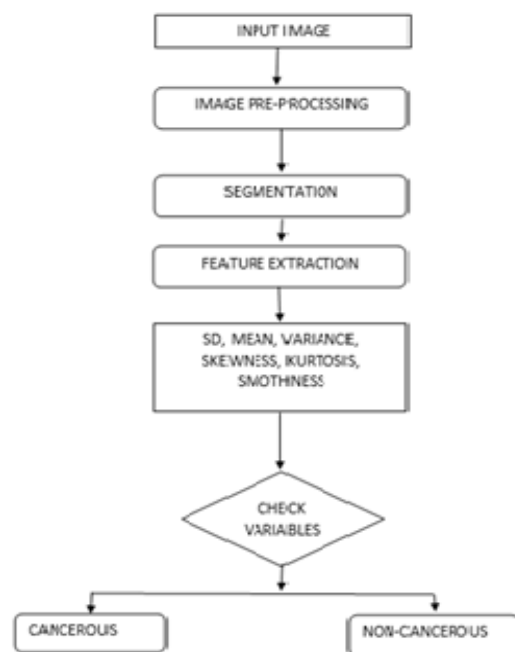 INPUT IMAGE
IMAGE PRE-PROCESSING
SEGMENTATION
FEATURE EXTRACTION
SD, MEAN, VARIANCE,
SKEWNESS, KURTOSIS,
SMOTHINESS
CHECK
VARIABLES
CANCEROUS
NON-CANCEROUS